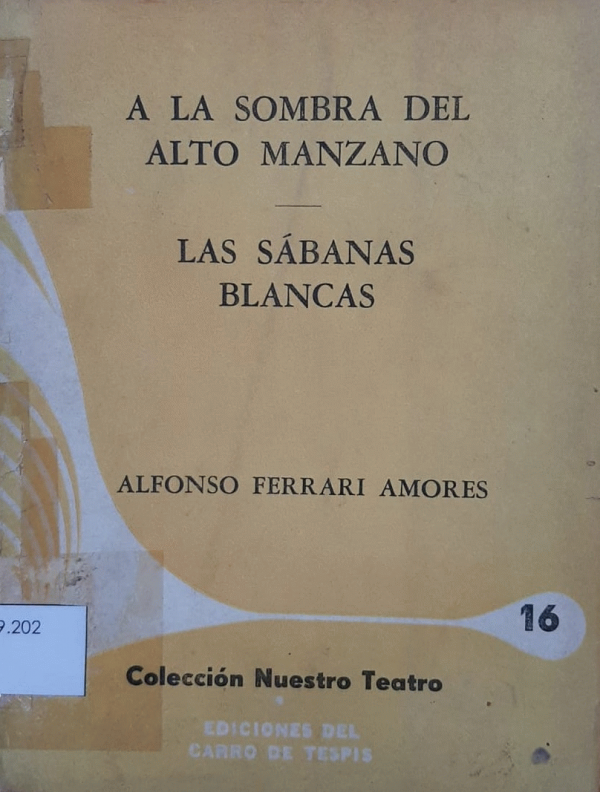 A LA SOMBRA DEL
ALTO MANZANO
LAS SÁBANAS
BLANCAS
ALFONSO FERRARI AMORES
9.202
16
Colección Nuestro Teatro
EDICIONES DEL
CARRO DE TESPIS